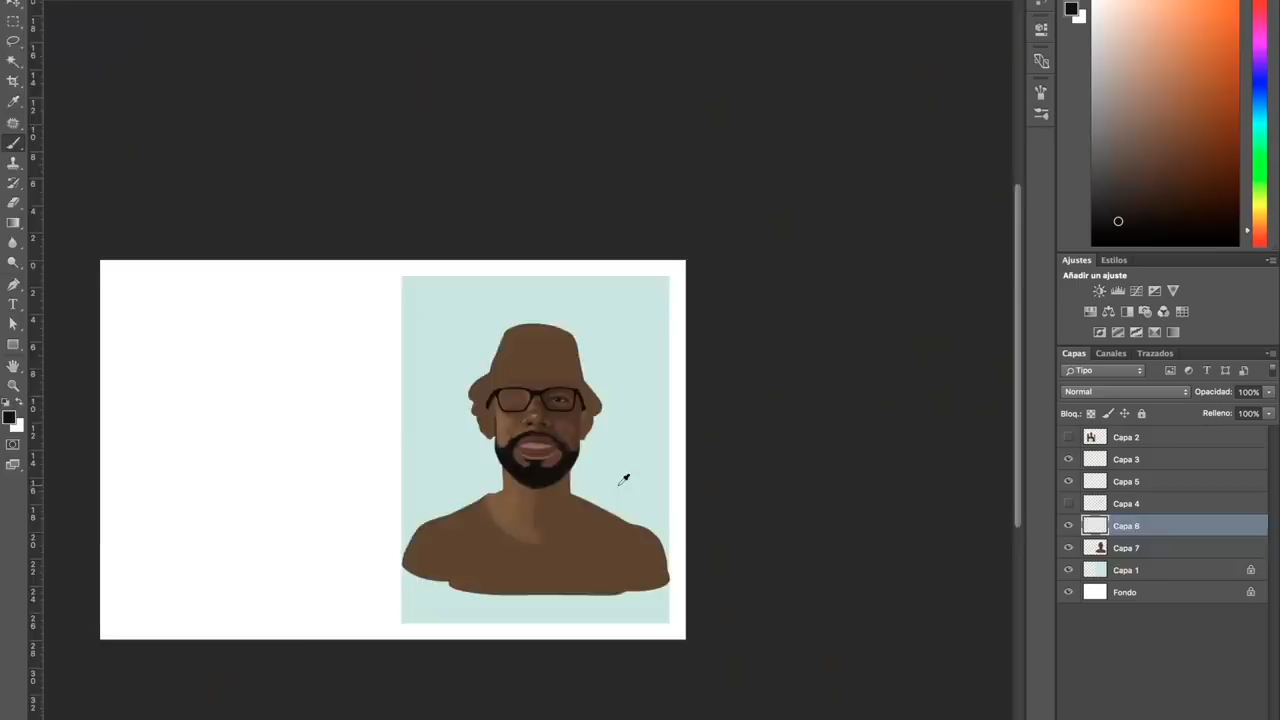 Ajustes Estilos
Añadir un ajuste
Capas Canales Trazados
Tipo
Normal Opacidad: 100%
Bloq.: Relleno: 100%
Capa 2
Capa 3
Capa 5
Capa 4
Capa 6
Capa 7
Capa 1
Fondo